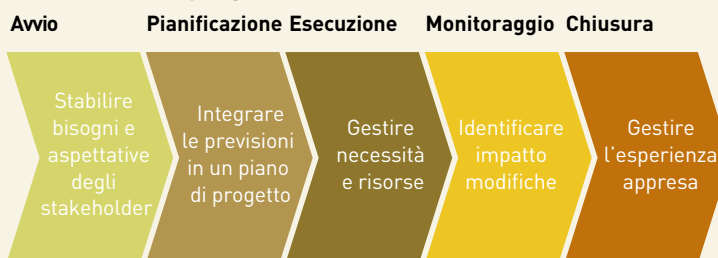 Avvio
Pianificazione
Esecuzione
Monitoraggio
Chiusura
Stabilire
bisogni e
aspettative
degli
stakeholder
Integrare
le previsioni
in un piano
di progetto
Gestire
necessità
e risorse
Identificare
impatto
modifiche
Gestire
l'esperienza
appresa